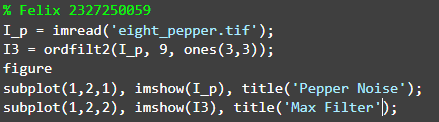 % Felix 2327250059
I_p = imread('eight_pepper.tif');
I3 = ordfilt2(I_p, 9, ones(3,3));
figure
subplot(1,2,1), imshow(I_p), title('Pepper Noise');
subplot(1,2,2), imshow(I3), title('Max Filter');